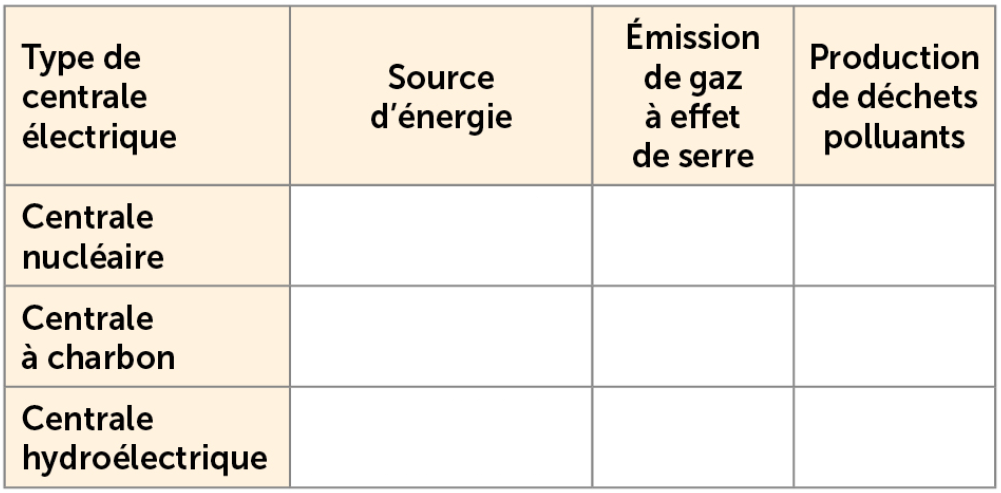 Type de
centrale
électrique
Source
d'énergie
Émission
de gaz
à effet
de serre
Production
de déchets
polluants
Centrale
nucléaire
Centrale
à charbon
Centrale
hydroélectrique